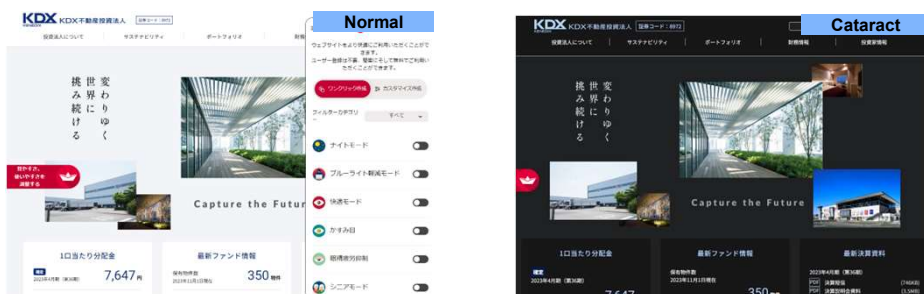 Normal
KDX KDX不動産投資法人 証券コード:8972
投資法人について サステナビリティ ポートフォリオ
ウェブサイトをより快適にご利用いただくことができます。
ユーザー登録は不要、簡単にそして無料でご利用いただくことができます。
ワンクリック作成 カスタマイズ作成
すべて
変わりゆく
世界に
挑み続ける
ナイトモード
ブルーライト軽減モード
快適モード
かすみ目
眼精疲労抑制
シニアモード
見やすさ、
使いやすさを
調整する
Capture the Futur
1口当たり分配金
確定
2023年4月期(第36期)
7,647円
最新ファンド情報
保有物件数
2023年11月1日現在
350物件
Cataract
KDX KDX不動産投資法人 証券コード:8972
投資法人について サステナビリティ ポートフォリオ 財務情報 投資家情報
変わりゆく
世界に
挑み続ける
Capture the Future
1口当たり分配金
確定
2023年4月期(第36期)
7,647
最新ファンド情報
保有物件数
2023年11月1日現在
350
最新決算資料
2023年4月期(第36期)
PDF 決算短信 (746KB)
PDF 決算説明会資料 (3.5MB)